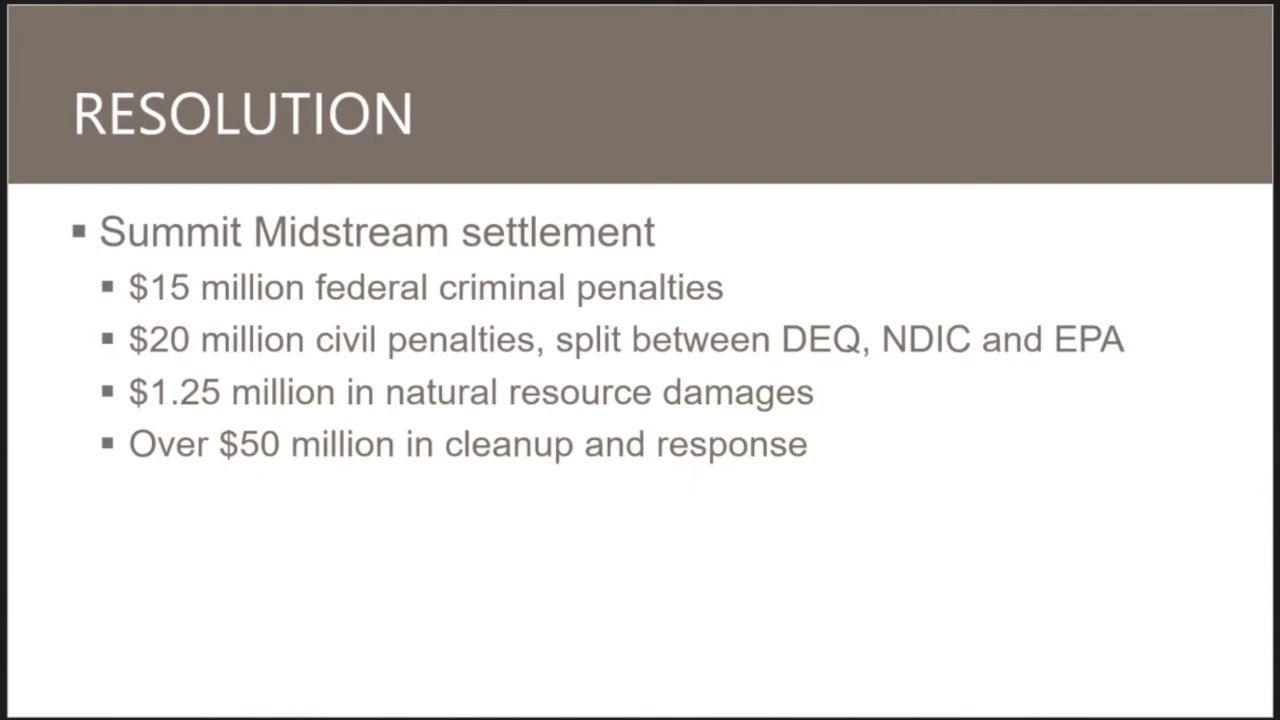 RESOLUTION
▪ Summit Midstream settlement
▪ $15 million federal criminal penalties
▪ $20 million civil penalties, split between DEQ, NDIC and EPA
▪ $1.25 million in natural resource damages
▪ Over $50 million in cleanup and response